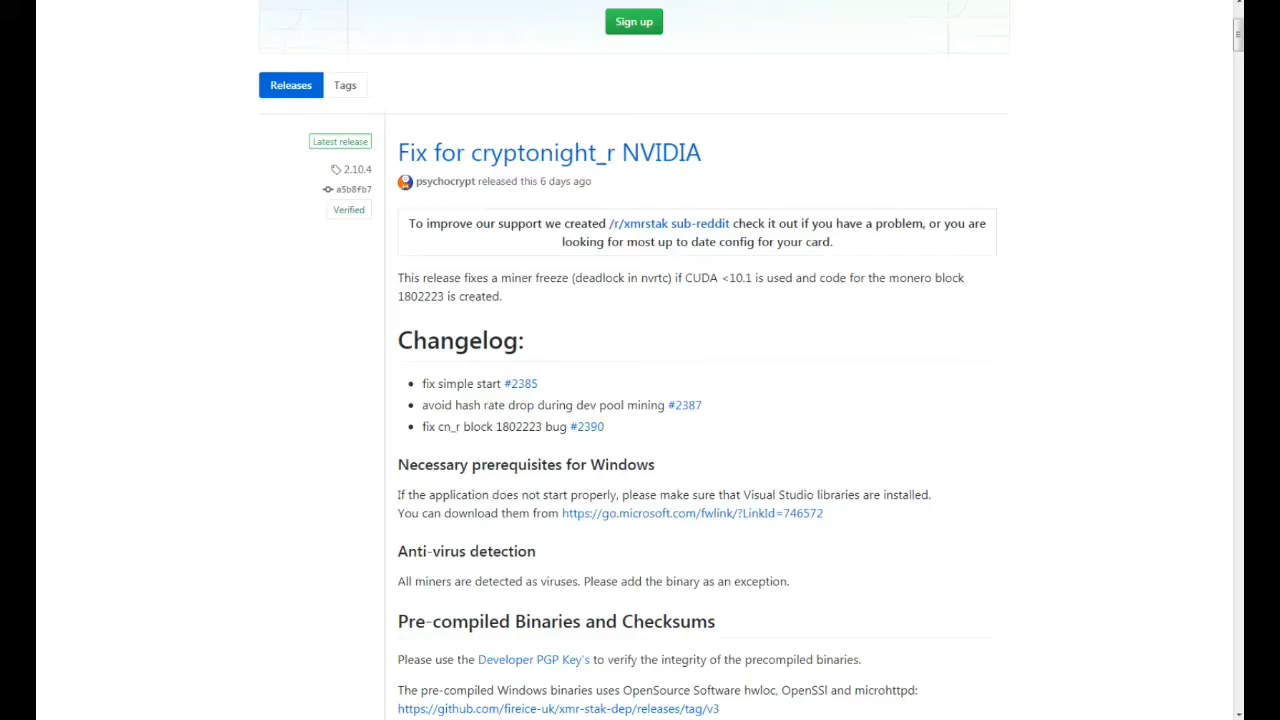 Sign up
Releases
Tags
Latest release
2.10.4
a5b8fb7
Verified
Fix for cryptonight_r NVIDIA
psychocrypt released this 6 days ago
To improve our support we created /r/xmrstak sub-reddit check it out if you have a problem, or you are
looking for most up to date config for your card.
This release fixes a miner freeze (deadlock in nvrtc) if CUDA <10.1 is used and code for the monero block
1802223 is created.
Changelog:
fix simple start #2385
avoid hash rate drop during dev pool mining #2387
fix cn_r block 1802223 bug #2390
Necessary prerequisites for Windows
If the application does not start properly, please make sure that Visual Studio libraries are installed.
You can download them from https://go.microsoft.com/fwlink/?LinkId=746572
Anti-virus detection
All miners are detected as viruses. Please add the binary as an exception.
Pre-compiled Binaries and Checksums
Please use the Developer PGP Key's to verify the integrity of the precompiled binaries.
The pre-compiled Windows binaries uses OpenSource Software hwloc, OpenSSl and microhttpd:
https://github.com/fireice-uk/xmr-stak-dep/releases/tag/v3